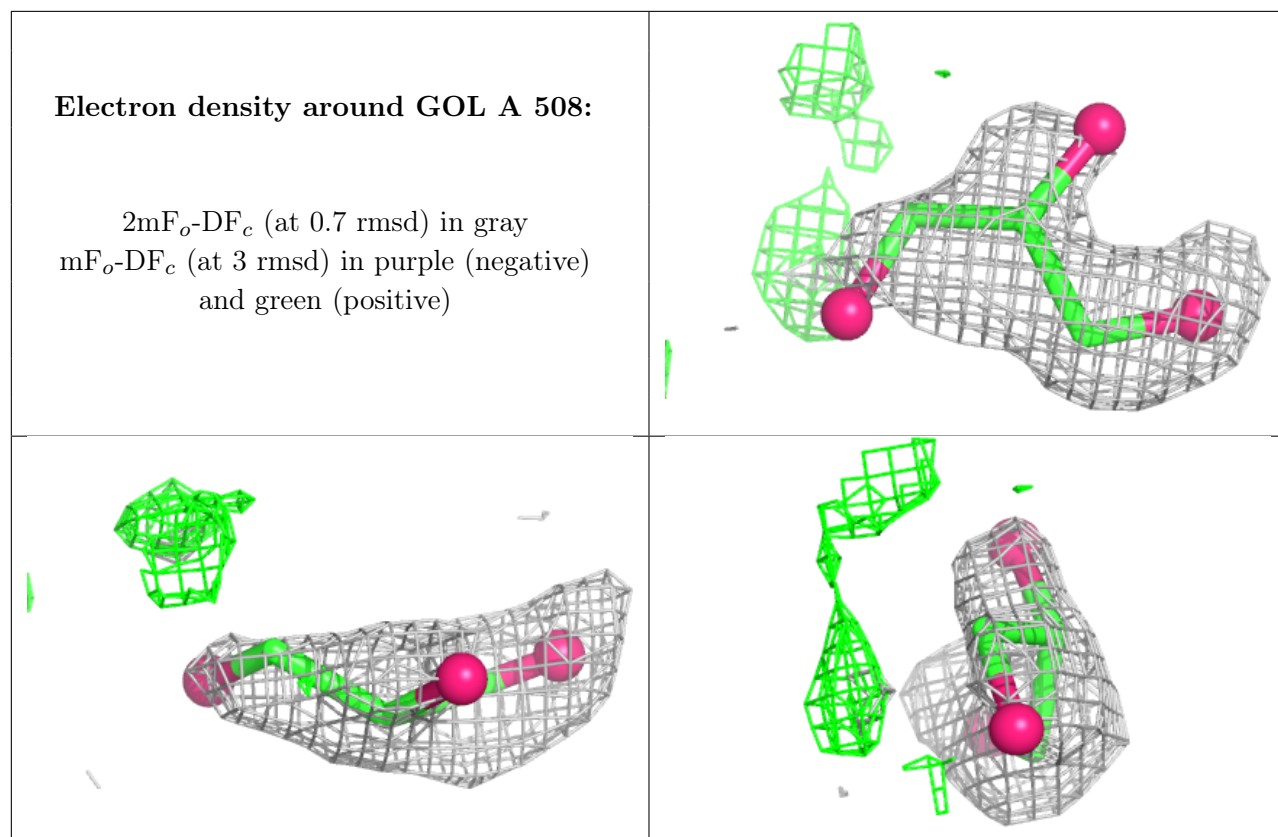 Electron density around GOL A 508:
2mFₒ-DF𝒸 (at 0.7 rmsd) in gray
mFₒ-DF𝒸 (at 3 rmsd) in purple (negative)
and green (positive)